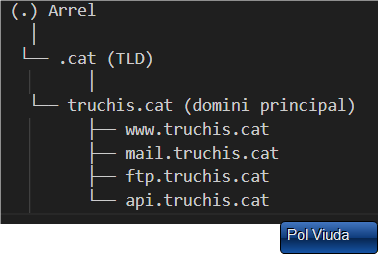 (.) Arrel
│
└── .cat (TLD)
│
└── truchis.cat (domini principal)
├── www.truchis.cat
├── mail.truchis.cat
├── ftp.truchis.cat
└── api.truchis.cat
Pol Viuda